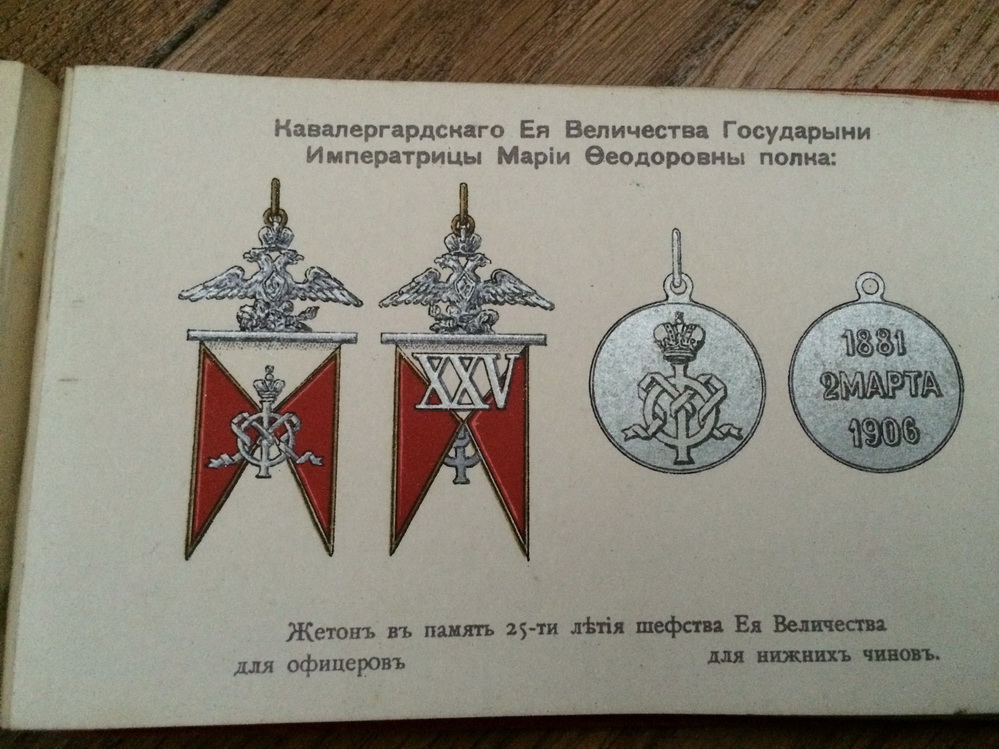 Кавалергардскаго Ея Величества Государыни
Императрицы Маріи Ѳеодоровны полка:
XXV
1881
2МАРТА
1906
Жетонъ въ память 25-ти лѣтія шефства Ея Величества
для офицеровъ для нижнихъ чиновъ.